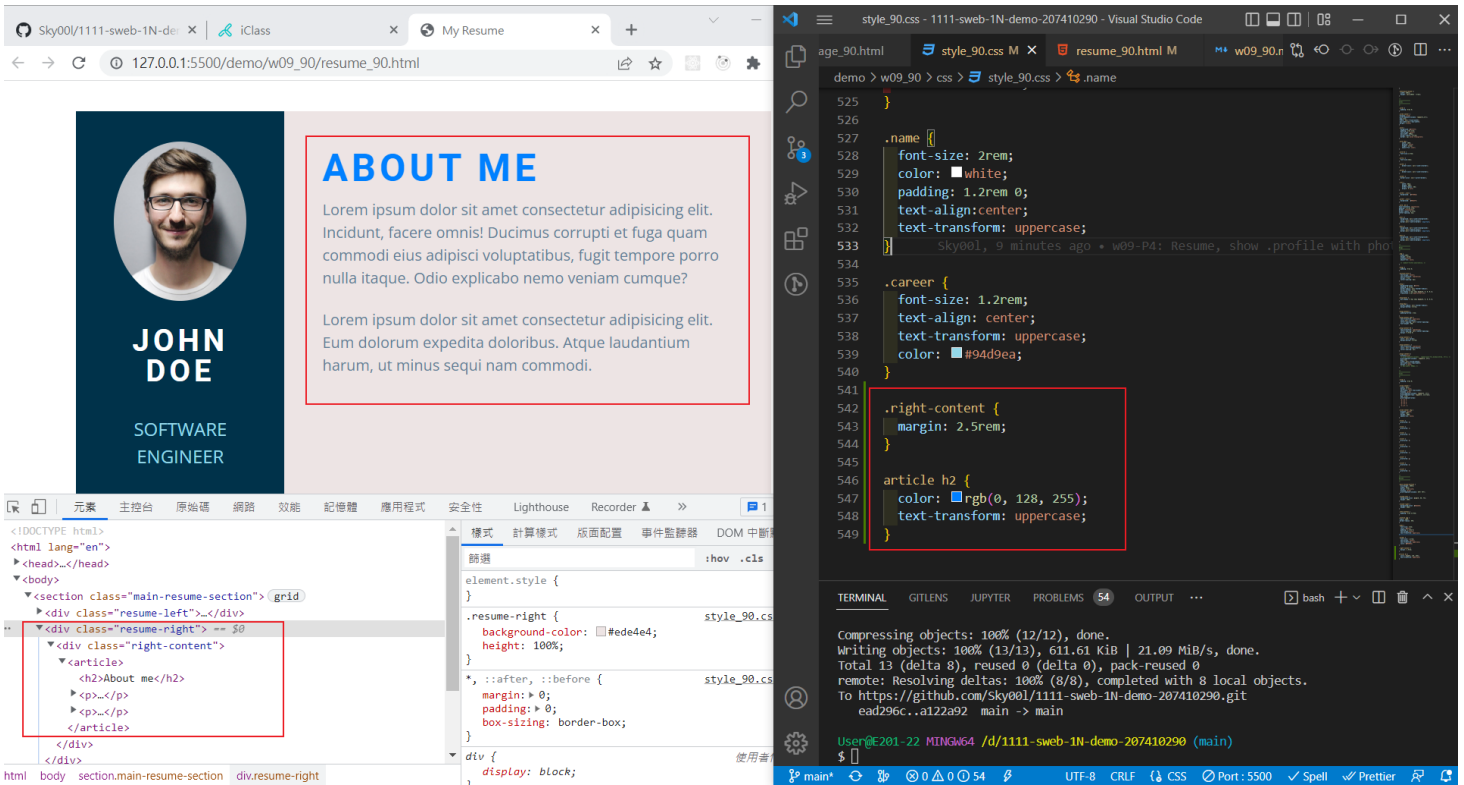 Sky00l/1111-sweb-1N-de
iClass
My Resume
127.0.0.1:5500/demo/w09_90/resume_90.html
ABOUT ME
Lorem ipsum dolor sit amet consectetur adipisicing elit.
Incidunt, facere omnis! Ducimus corrupti et fuga quam
commodi eius adipisci voluptatibus, fugit tempore porro
nulla itaque. Odio explicabo nemo veniam cumque?
Lorem ipsum dolor sit amet consectetur adipisicing elit.
Eum dolorum expedita doloribus. Atque laudantium
harum, ut minus sequi nam commodi.
JOHN
DOE
SOFTWARE
ENGINEER
元素 主控台 原始碼 網路 效能 記憶體 應用程式 安全性 Lighthouse Recorder 1
<!DOCTYPE html>
<html lang="en">
<head>…</head>
<body>
<section class="main-resume-section"> grid
<div class="resume-left">…</div>
<div class="resume-right"> == $0
<div class="right-content">
<article>
<h2>About me</h2>
<p>…</p>
<p>…</p>
</article>
</div>
</div>
html body section.main-resume-section div.resume-right
樣式 計算樣式 版面配置 事件監聽器 DOM 中斷
篩選 :hov .cls
element.style {
}
.resume-right { style_90.cs
background-color: #ede4e4;
height: 100%;
}
*, ::after, ::before { style_90.cs
margin: 0;
padding: 0;
box-sizing: border-box;
}
div { 使用者
display: block;
style_90.css - 1111-sweb-1N-demo-207410290 - Visual Studio Code
age_90.html style_90.css M resume_90.html M w09_90.n
demo > w09_90 > css > style_90.css > .name
525 }
526
527 .name {
528 font-size: 2rem;
529 color: white;
530 padding: 1.2rem 0;
531 text-align:center;
532 text-transform: uppercase;
533 } Sky00l, 9 minutes ago • w09-P4: Resume, show .profile with phot
534
535 .career {
536 font-size: 1.2rem;
537 text-align: center;
538 text-transform: uppercase;
539 color: #94d9ea;
540 }
541
542 .right-content {
543 margin: 2.5rem;
544 }
545
546 article h2 {
547 color: rgb(0, 128, 255);
548 text-transform: uppercase;
549 }
3
TERMINAL GITLENS JUPYTER PROBLEMS 54 OUTPUT ··· bash
Compressing objects: 100% (12/12), done.
Writing objects: 100% (13/13), 611.61 KiB | 21.09 MiB/s, done.
Total 13 (delta 8), reused 0 (delta 0), pack-reused 0
remote: Resolving deltas: 100% (8/8), completed with 8 local objects.
To https://github.com/Sky00l/1111-sweb-1N-demo-207410290.git
ead296c..a122a92 main -> main
User@E201-22 MINGW64 /d/1111-sweb-1N-demo-207410290 (main)
$
main* 0 0 54 UTF-8 CRLF CSS Port : 5500 Spell Prettier